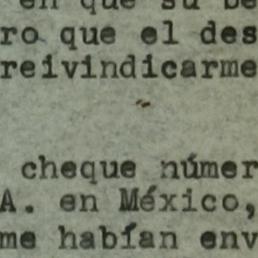 en que su be
ro que el des
reivindicarme
cheque númer
A. en México,
me habían env